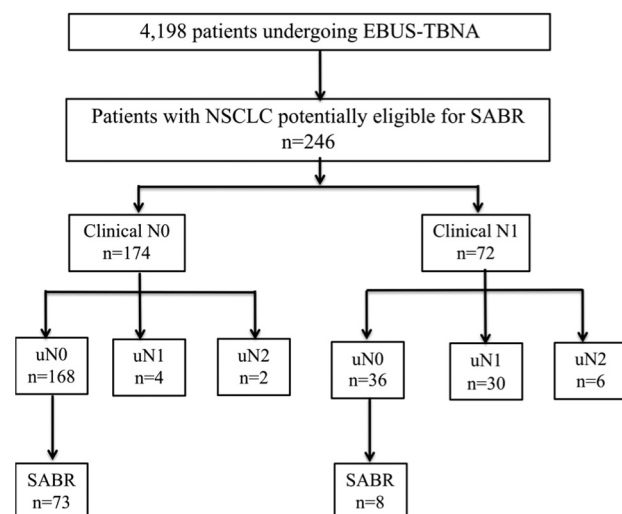 4,198 patients undergoing EBUS-TBNA
Patients with NSCLC potentially eligible for SABR
n=246
Clinical N0
n=174
Clinical N1
n=72
uN0
n=168
uN1
n=4
uN2
n=2
uN0
n=36
uN1
n=30
uN2
n=6
SABR
n=73
SABR
n=8